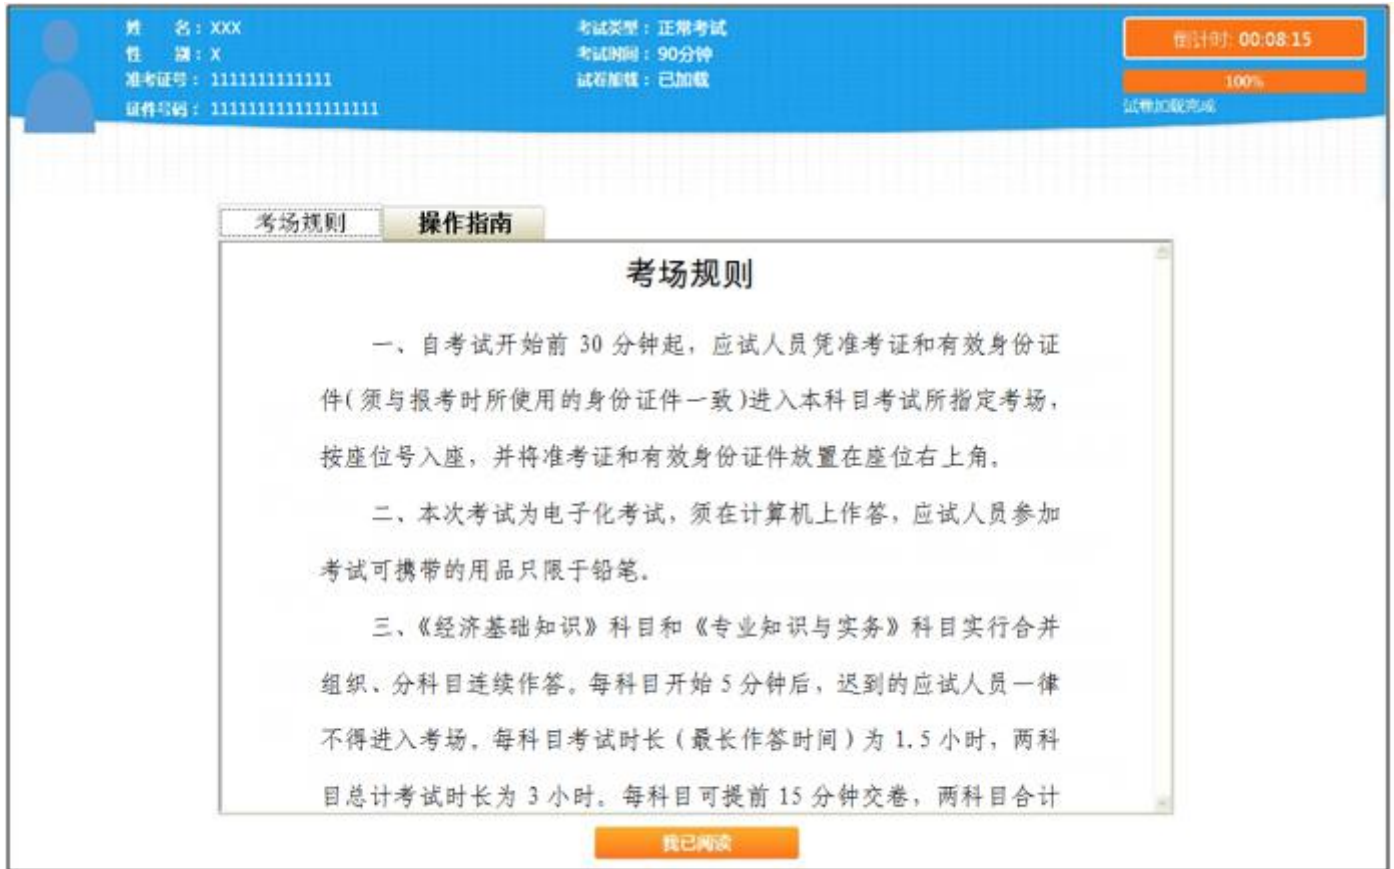 姓 名：XXX
性 别：X
准考证号：1111111111111
证件号码：111111111111111111
考试类型：正常考试
考试时间：90分钟
试卷加载：已加载
倒计时: 00:08:15
100%
试卷加载完成
考场规则
操作指南
考场规则
一、自考试开始前 30 分钟起，应试人员凭准考证和有效身份证
件(须与报考时所使用的身份证件一致)进入本科目考试所指定考场，
按座位号入座，并将准考证和有效身份证件放置在座位右上角。
二、本次考试为电子化考试，须在计算机上作答，应试人员参加
考试可携带的用品只限于铅笔。
三、《经济基础知识》科目和《专业知识与实务》科目实行合并
组织、分科目连续作答。每科目开始 5 分钟后，迟到的应试人员一律
不得进入考场。每科目考试时长（最长作答时间）为 1.5 小时，两科
目总计考试时长为 3 小时。每科目可提前 15 分钟交卷，两科目合计
我已阅读